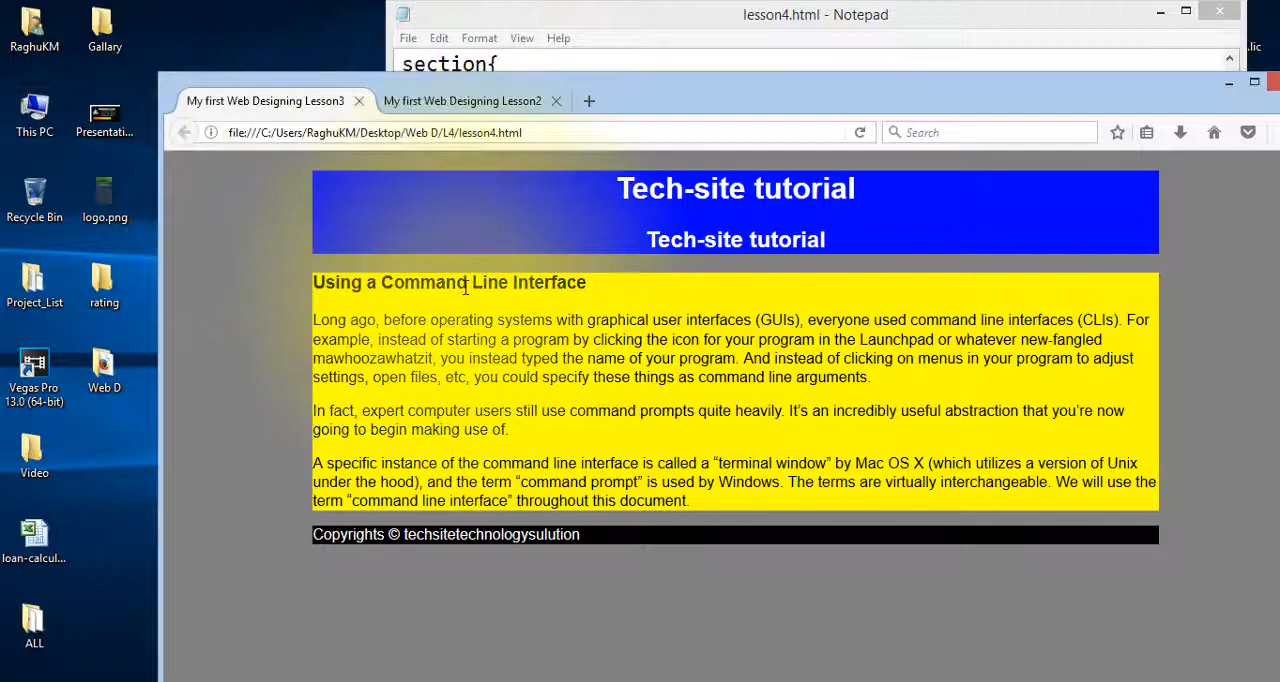 lesson4.html - Notepad
File Edit Format View Help
section{
RaghuKM
Gallary
This PC
Presentati...
Recycle Bin
logo.png
Project_List
rating
Vegas Pro
13.0 (64-bit)
Web D
Video
loan-calcul...
ALL
.lic
My first Web Designing Lesson3
My first Web Designing Lesson2
file:///C:/Users/RaghuKM/Desktop/Web D/L4/lesson4.html
Search
Tech-site tutorial
Tech-site tutorial
Using a Command Line Interface
Long ago, before operating systems with graphical user interfaces (GUIs), everyone used command line interfaces (CLIs). For
example, instead of starting a program by clicking the icon for your program in the Launchpad or whatever new-fangled
mawhoozawhatzit, you instead typed the name of your program. And instead of clicking on menus in your program to adjust
settings, open files, etc, you could specify these things as command line arguments.
In fact, expert computer users still use command prompts quite heavily. It’s an incredibly useful abstraction that you’re now
going to begin making use of.
A specific instance of the command line interface is called a “terminal window” by Mac OS X (which utilizes a version of Unix
under the hood), and the term “command prompt” is used by Windows. The terms are virtually interchangeable. We will use the
term “command line interface” throughout this document.
Copyrights © techsitetechnologysulution